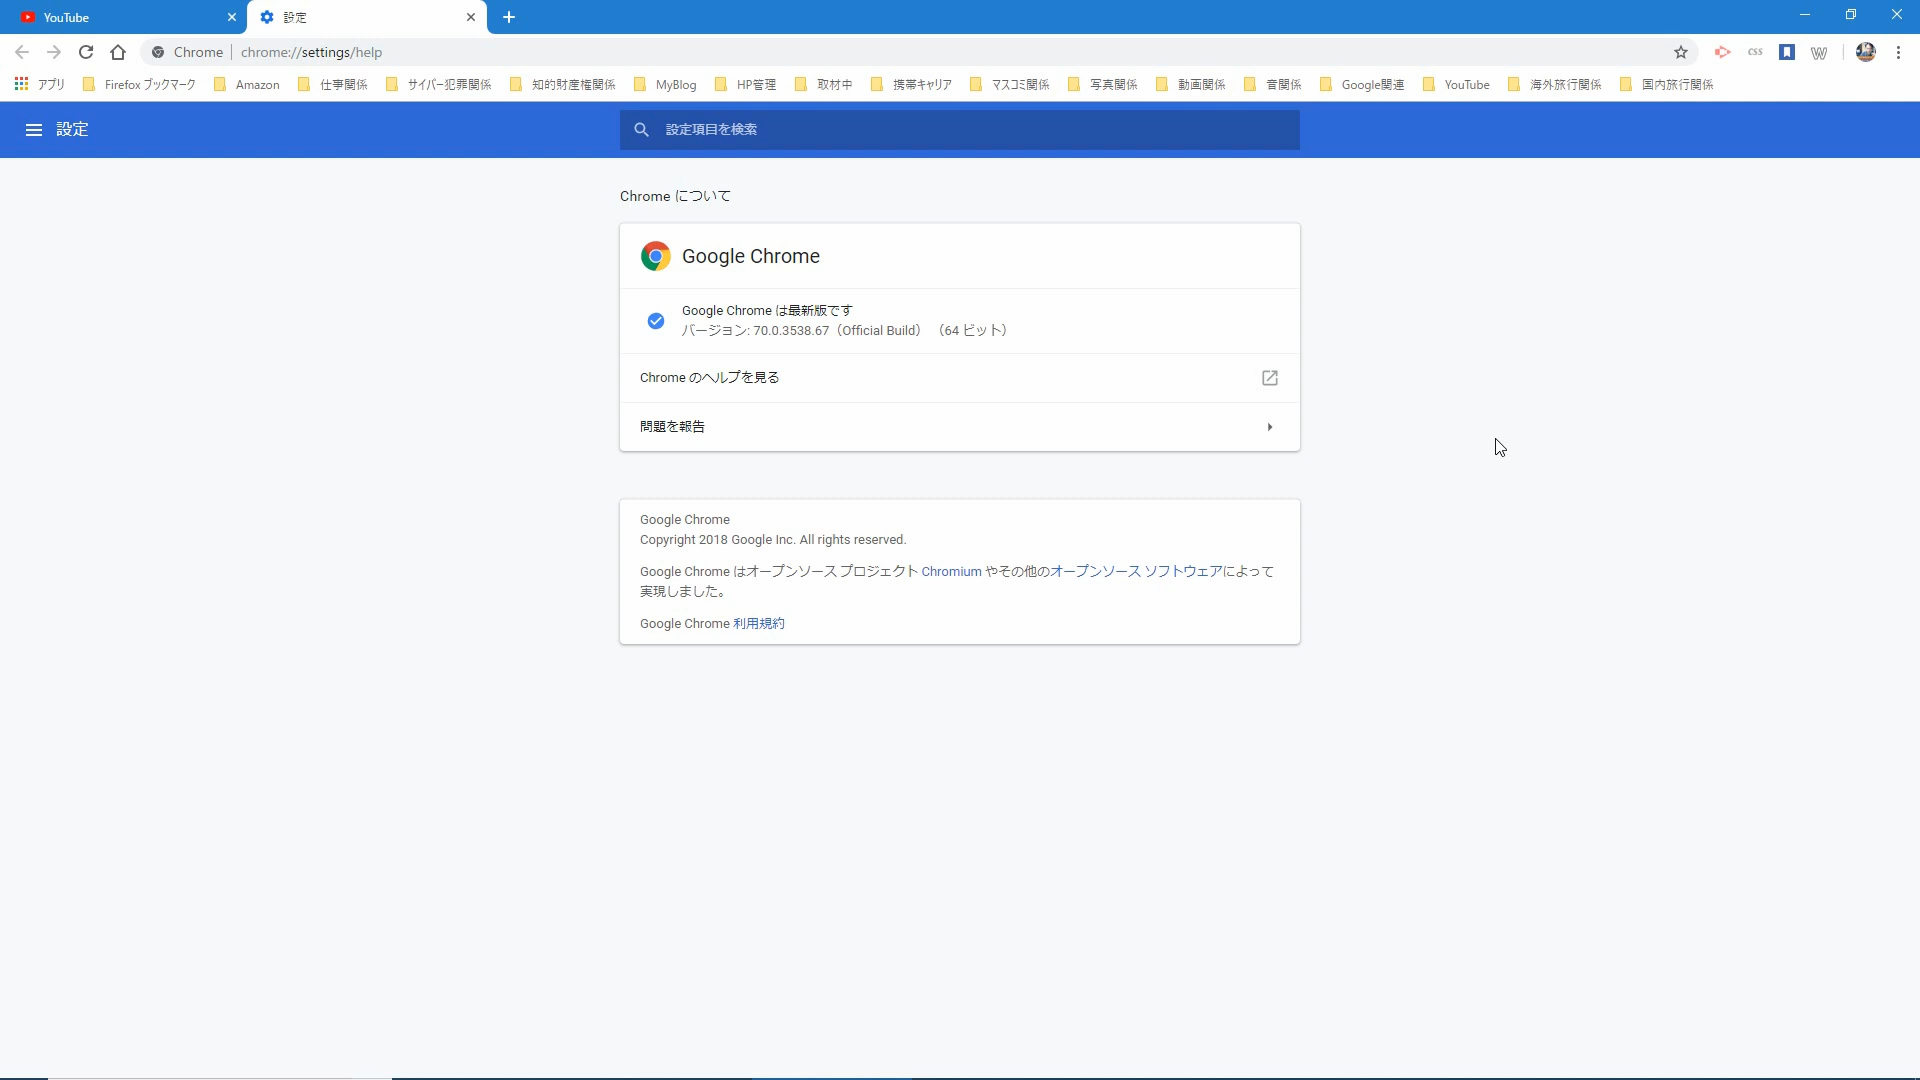 YouTube
設定
Chrome
chrome://settings/help
css
W
アプリ
Firefox ブックマーク
Amazon
仕事関係
サイバー犯罪関係
知的財産権関係
MyBlog
HP管理
取材中
携帯キャリア
マスコミ関係
写真関係
動画関係
音関係
Google関連
YouTube
海外旅行関係
国内旅行関係
設定
設定項目を検索
Chrome について
Google Chrome
Google Chrome は最新版です
バージョン: 70.0.3538.67（Official Build） （64 ビット）
Chrome のヘルプを見る
問題を報告
Google Chrome
Copyright 2018 Google Inc. All rights reserved.
Google Chrome はオープンソース プロジェクト Chromium やその他のオープンソース ソフトウェアによって
実現しました。
Google Chrome 利用規約